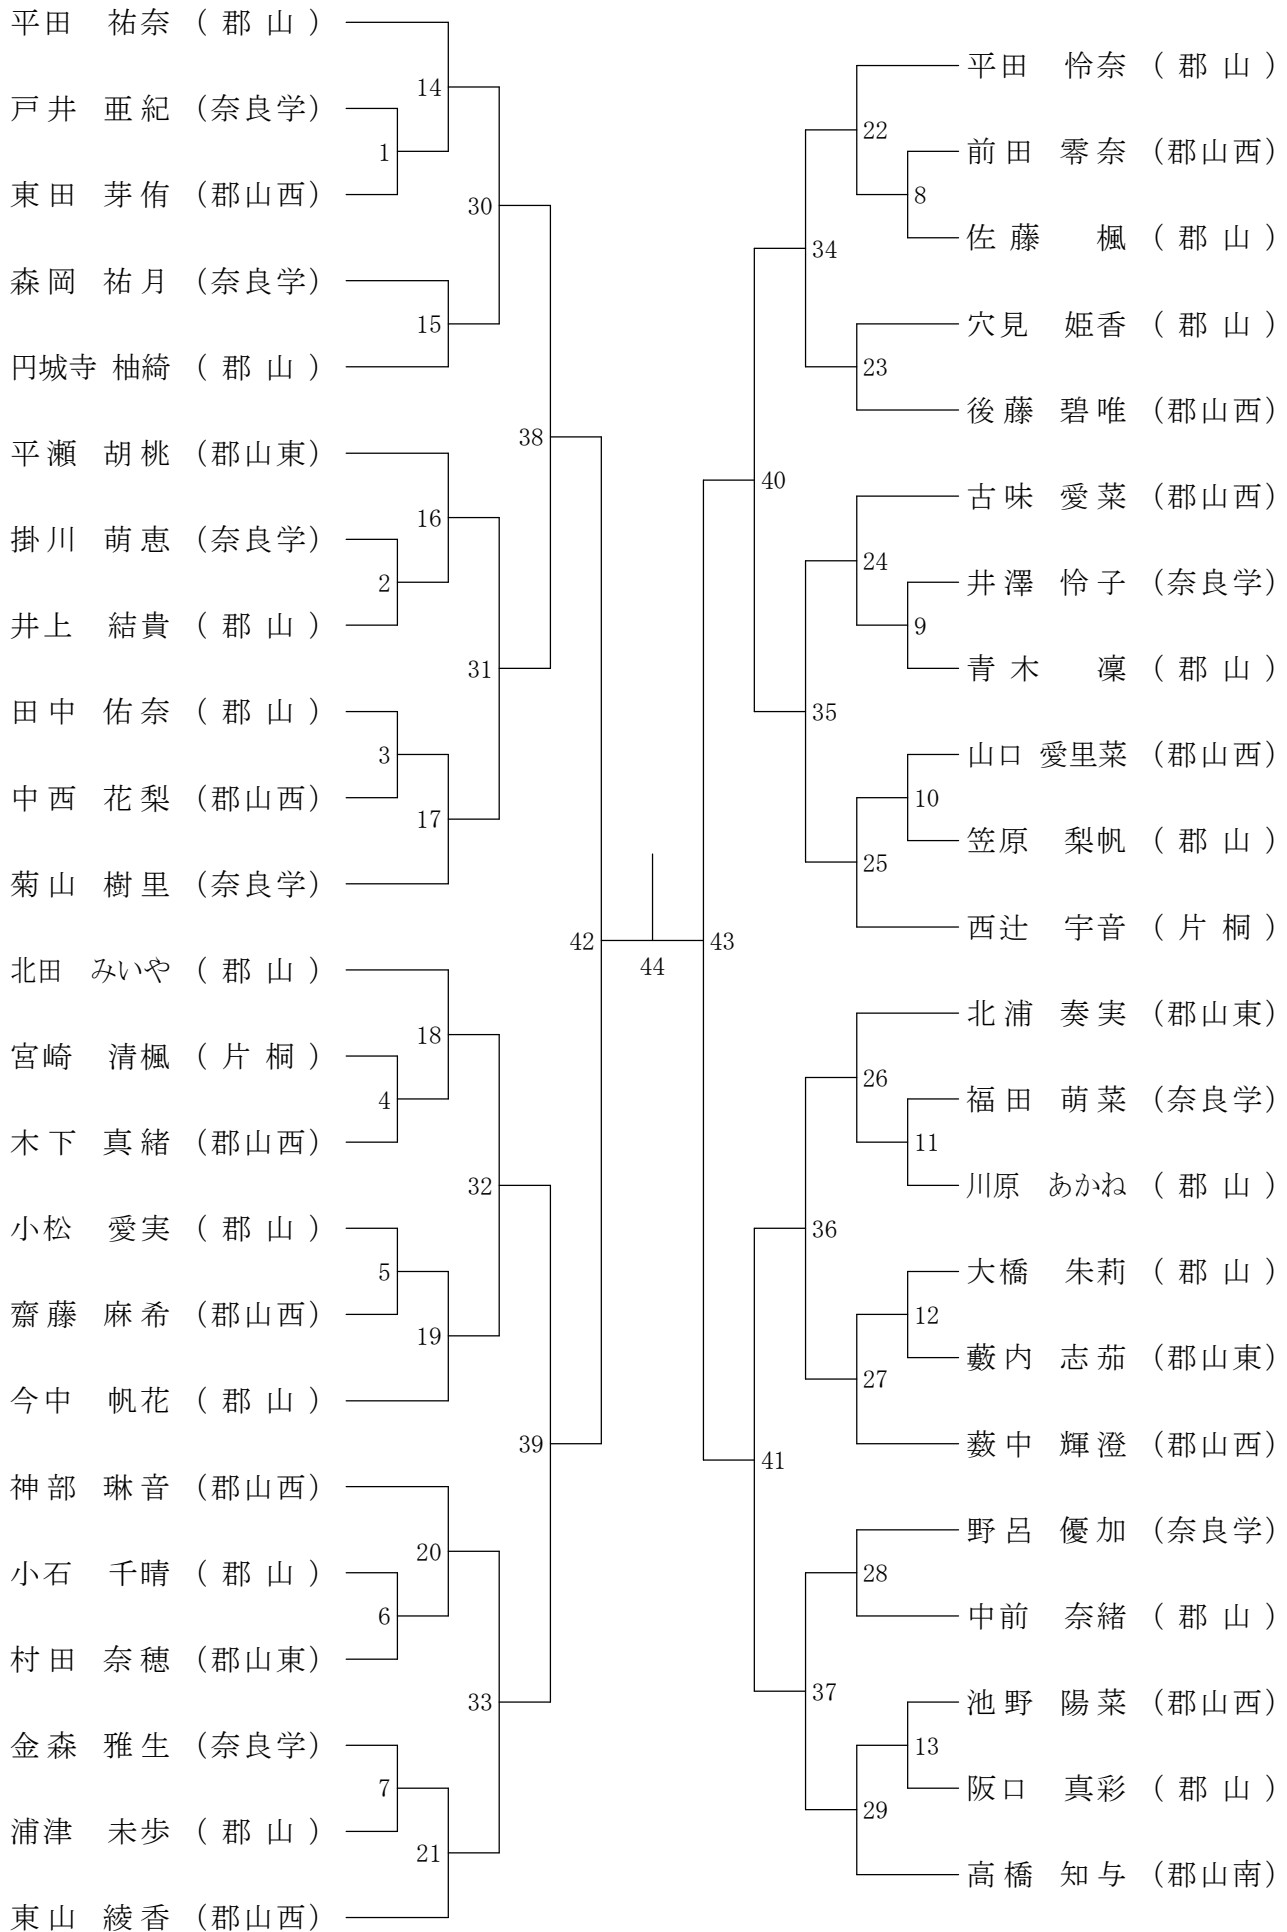 平田 祐奈 (郡山)
戸井 亜紀 (奈良学)
東田 芽侑 (郡山西)
森岡 祐月 (奈良学)
円城寺 柚綺 (郡山)
平瀬 胡桃 (郡山東)
掛川 萌恵 (奈良学)
井上 結貴 (郡山)
田中 佑奈 (郡山)
中西 花梨 (郡山西)
菊山 樹里 (奈良学)
北田 みいや (郡山)
宮崎 清楓 (片桐)
木下 真緒 (郡山西)
小松 愛実 (郡山)
齋藤 麻希 (郡山西)
今中 帆花 (郡山)
神部 琳音 (郡山西)
小石 千晴 (郡山)
村田 奈穂 (郡山東)
金森 雅生 (奈良学)
浦津 未歩 (郡山)
東山 綾香 (郡山西)
1
2
3
4
5
6
7
14
15
16
17
18
19
20
21
30
31
32
33
38
39
42
44
43
40
41
34
35
36
37
22
23
24
25
26
27
28
29
8
9
10
11
12
13
平田 怜奈 (郡山)
前田 零奈 (郡山西)
佐藤 楓 (郡山)
穴見 姫香 (郡山)
後藤 碧唯 (郡山西)
古味 愛菜 (郡山西)
井澤 怜子 (奈良学)
青木 凜 (郡山)
山口 愛里菜 (郡山西)
笠原 梨帆 (郡山)
西辻 宇音 (片桐)
北浦 奏実 (郡山東)
福田 萌菜 (奈良学)
川原 あかね (郡山)
大橋 朱莉 (郡山)
藪内 志茄 (郡山東)
薮中 輝澄 (郡山西)
野呂 優加 (奈良学)
中前 奈緒 (郡山)
池野 陽菜 (郡山西)
阪口 真彩 (郡山)
高橋 知与 (郡山南)